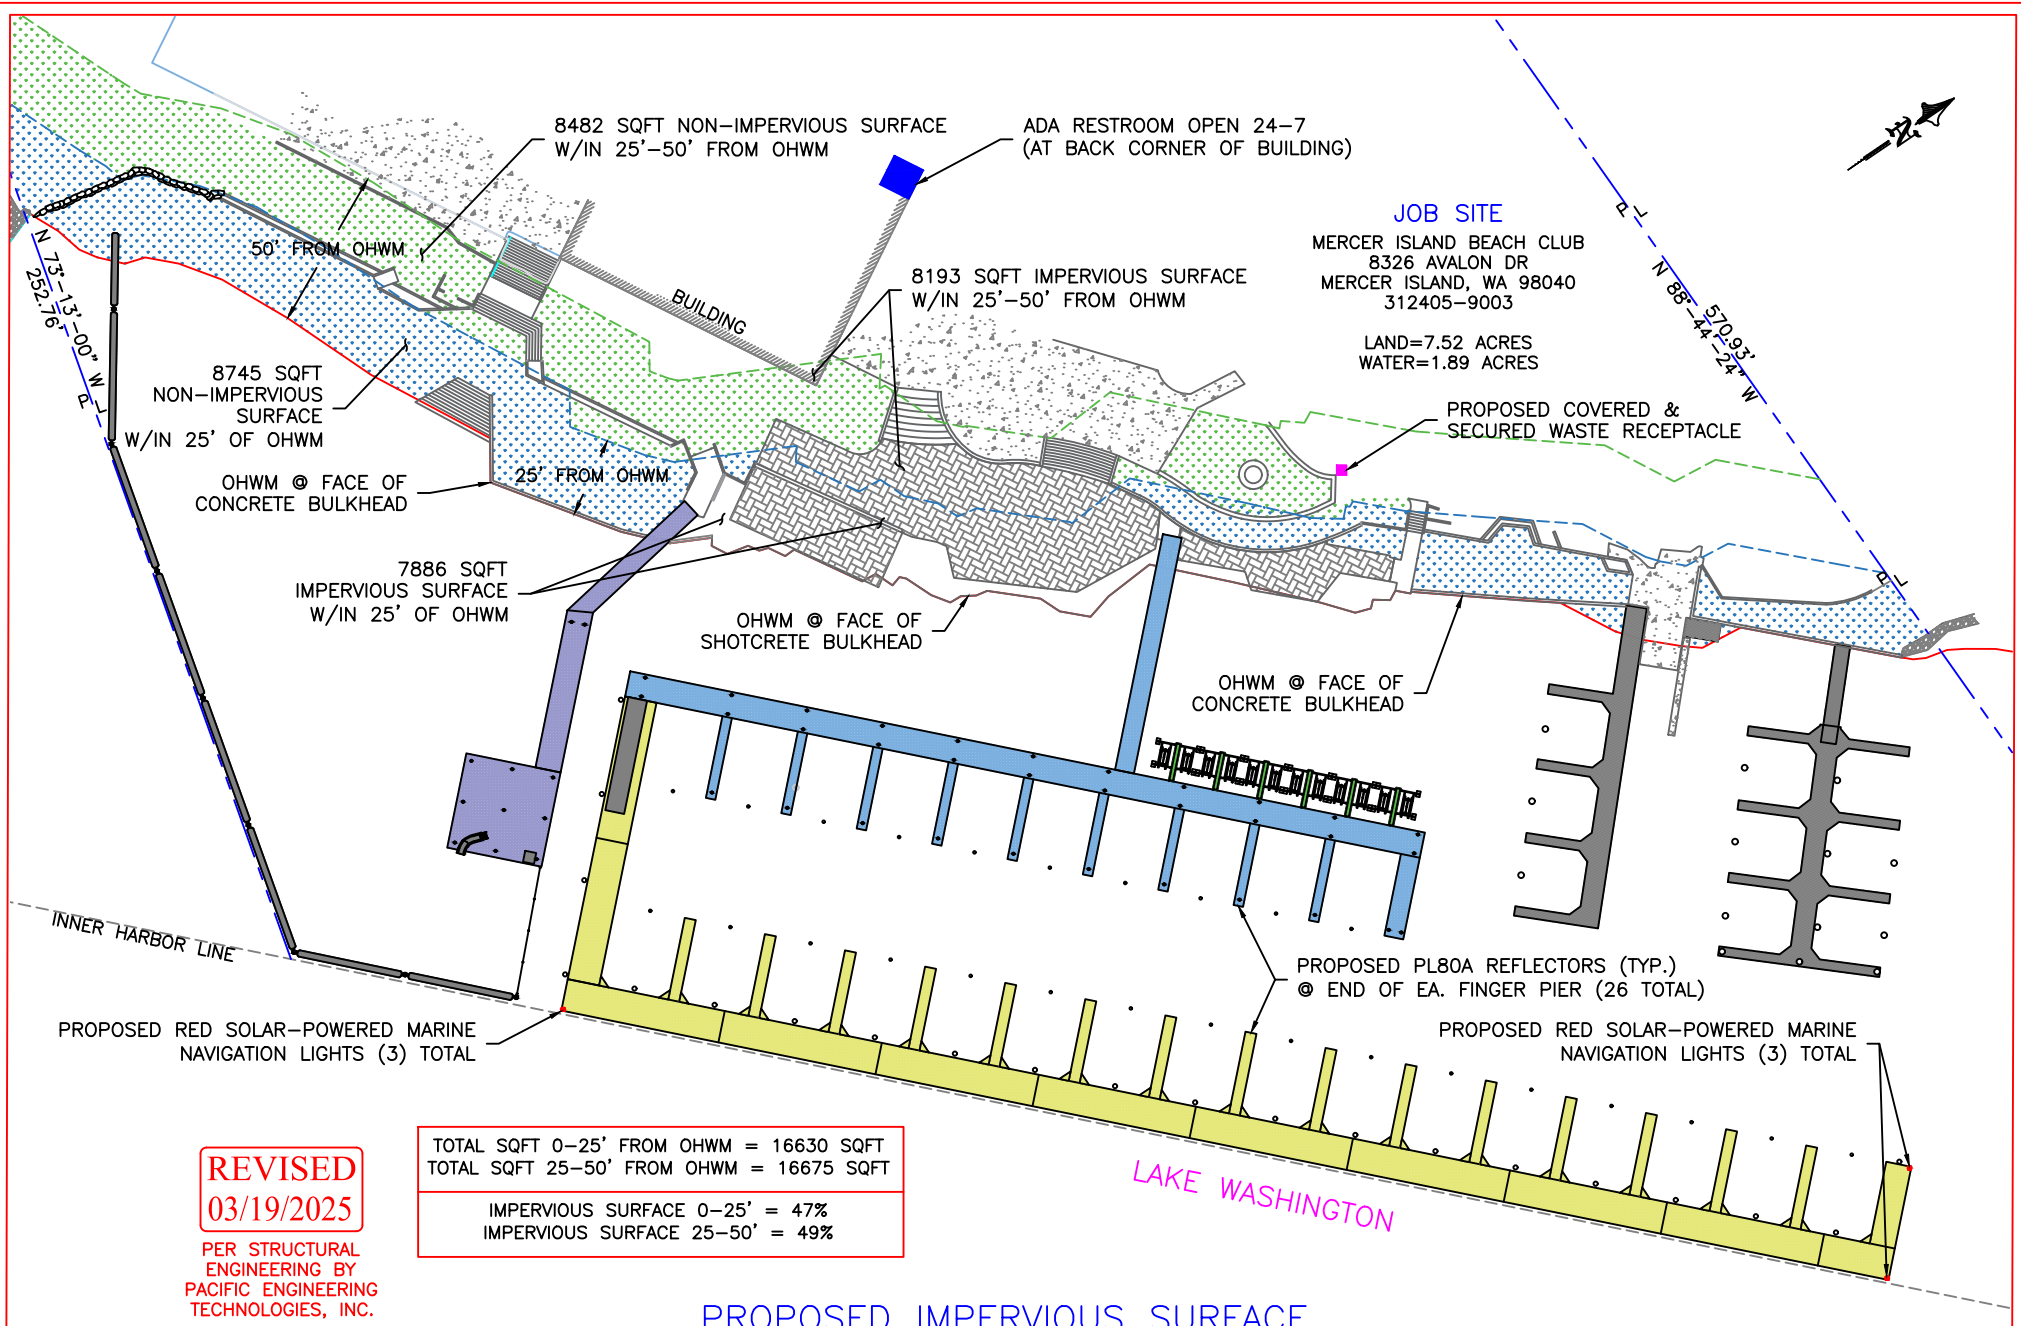 8482 SQFT NON-IMPERVIOUS SURFACE
W/IN 25'-50' FROM OHWM
ADA RESTROOM OPEN 24-7
(AT BACK CORNER OF BUILDING)
N
JOB SITE
MERCER ISLAND BEACH CLUB
8326 AVALON DR
MERCER ISLAND, WA 98040
312405-9003
LAND=7.52 ACRES
WATER=1.89 ACRES
PL
570.93'
N 88°-44'-24" W
PL
50' FROM OHWM
BUILDING
8193 SQFT IMPERVIOUS SURFACE
W/IN 25'-50' FROM OHWM
N 73°-13'-00" W
252.76'
PL
8745 SQFT
NON-IMPERVIOUS
SURFACE
W/IN 25' OF OHWM
PROPOSED COVERED &
SECURED WASTE RECEPTACLE
OHWM @ FACE OF
CONCRETE BULKHEAD
25' FROM OHWM
7886 SQFT
IMPERVIOUS SURFACE
W/IN 25' OF OHWM
OHWM @ FACE OF
SHOTCRETE BULKHEAD
OHWM @ FACE OF
CONCRETE BULKHEAD
INNER HARBOR LINE
PROPOSED PL80A REFLECTORS (TYP.)
@ END OF EA. FINGER PIER (26 TOTAL)
PROPOSED RED SOLAR-POWERED MARINE
NAVIGATION LIGHTS (3) TOTAL
PROPOSED RED SOLAR-POWERED MARINE
NAVIGATION LIGHTS (3) TOTAL
LAKE WASHINGTON
TOTAL SQFT 0-25' FROM OHWM = 16630 SQFT
TOTAL SQFT 25-50' FROM OHWM = 16675 SQFT
IMPERVIOUS SURFACE 0-25' = 47%
IMPERVIOUS SURFACE 25-50' = 49%
REVISED
03/19/2025
PER STRUCTURAL
ENGINEERING BY
PACIFIC ENGINEERING
TECHNOLOGIES, INC.
PROPOSED IMPERVIOUS SURFACE